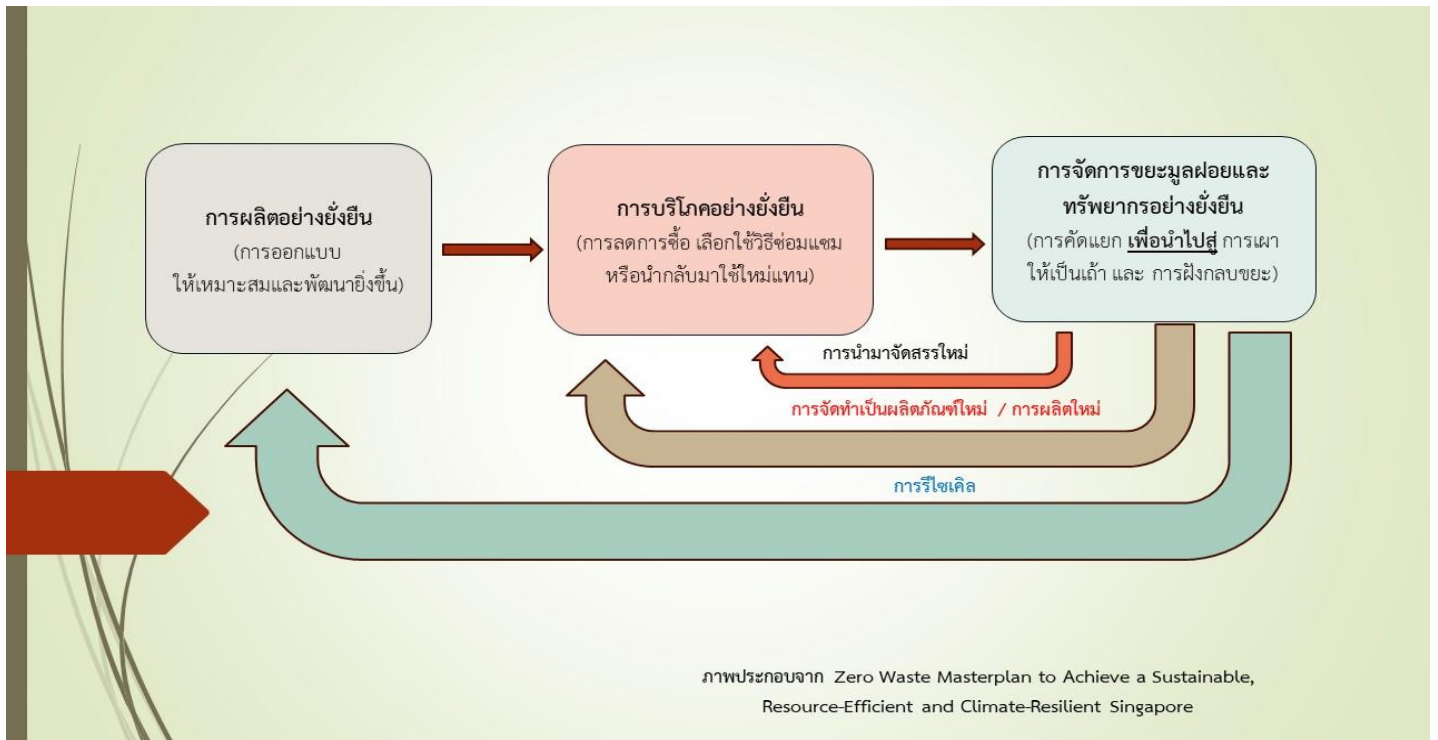 การผลิตอย่างยั่งยืน
(การออกแบบ
ให้เหมาะสมและพัฒนายิ่งขึ้น)
การบริโภคอย่างยั่งยืน
(การลดการซื้อ เลือกใช้วิธีซ่อมแซม
หรือนำกลับมาใช้ใหม่แทน)
การจัดการขยะมูลฝอยและ
ทรัพยากรอย่างยั่งยืน
(การคัดแยก เพื่อนำไปสู่ การเผา
ให้เป็นเถ้า และ การฝังกลบขยะ)
การนำมาจัดสรรใหม่
การจัดทำเป็นผลิตภัณฑ์ใหม่ / การผลิตใหม่
การรีไซเคิล
ภาพประกอบจาก Zero Waste Masterplan to Achieve a Sustainable,
Resource-Efficient and Climate-Resilient Singapore